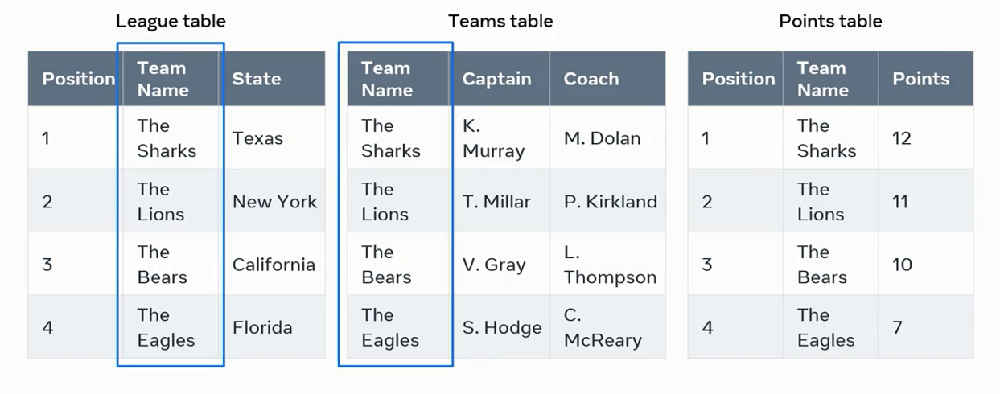 League table
Position Team Name State
1 The Sharks Texas
2 The Lions New York
3 The Bears California
4 The Eagles Florida
Teams table
Team Name Captain Coach
The Sharks K. Murray M. Dolan
The Lions T. Millar P. Kirkland
The Bears V. Gray L. Thompson
The Eagles S. Hodge C. McReary
Points table
Position Team Name Points
1 The Sharks 12
2 The Lions 11
3 The Bears 10
4 The Eagles 7